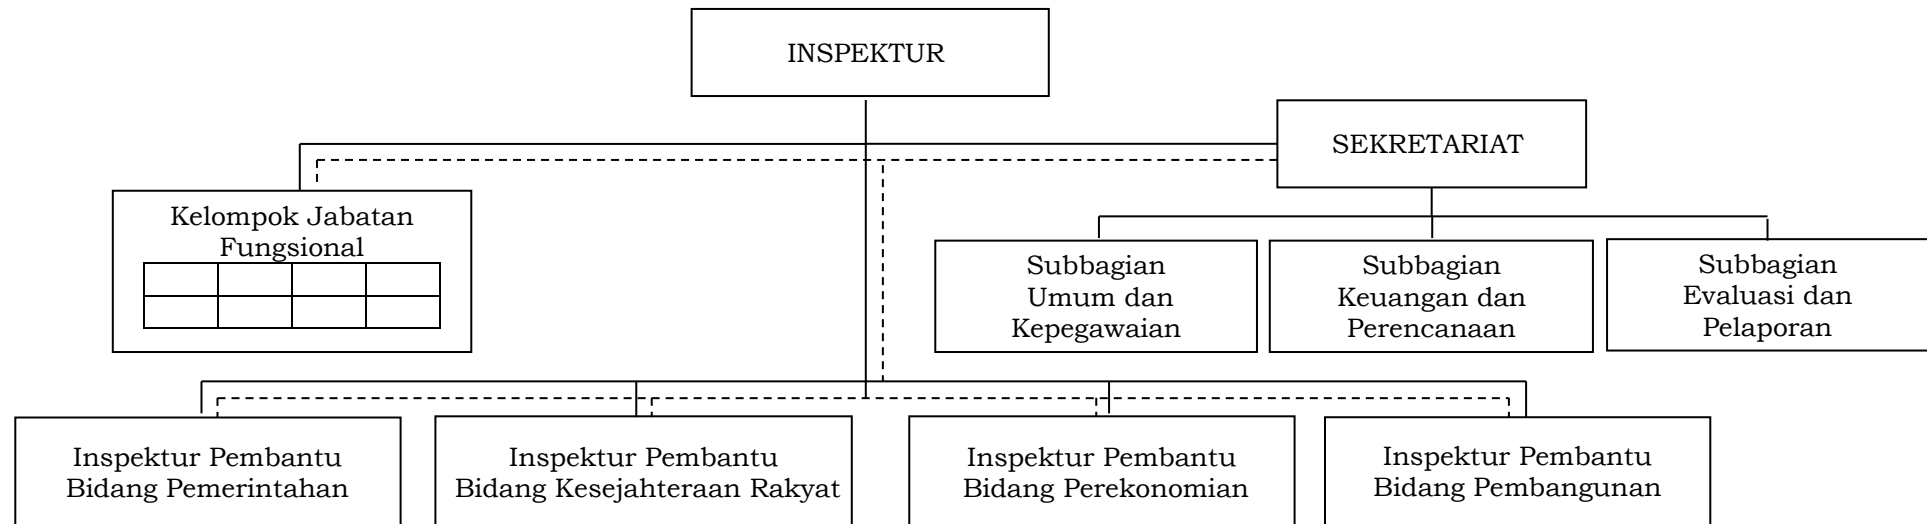 INSPEKTUR
SEKRETARIAT
Kelompok Jabatan
Fungsional
Subbagian
Umum dan
Kepegawaian
Subbagian
Keuangan dan
Perencanaan
Subbagian
Evaluasi dan
Pelaporan
Inspektur Pembantu
Bidang Pemerintahan
Inspektur Pembantu
Bidang Kesejahteraan Rakyat
Inspektur Pembantu
Bidang Perekonomian
Inspektur Pembantu
Bidang Pembangunan